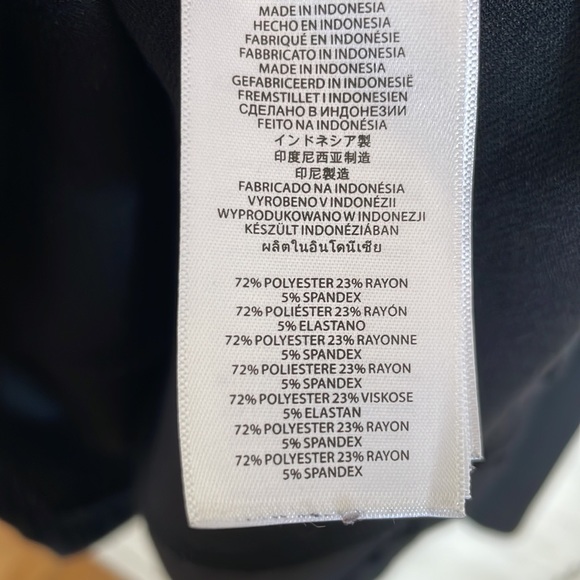 MADE IN INDONESIA
HECHO EN INDONESIA
FABRIQUÉ EN INDONÉSIE
FABBRICATO IN INDONESIA
MADE IN INDONESIA
GEFABRICEERD IN INDONESIË
FREMSTILLET I INDONESIEN
СДЕЛАНО В ИНДОНЕЗИИ
FEITO NA INDONÉSIA
インドネシア製
印度尼西亚制造
印尼製造
FABRICADO NA INDONÉSIA
VYROBENO V INDONÉZII
WYPRODUKOWANO W INDONEZJI
KÉSZÜLT INDONÉZIÁBAN
ผลิตในอินโดนีเซีย
72% POLYESTER 23% RAYON
5% SPANDEX
72% POLIÉSTER 23% RAYÓN
5% ELASTANO
72% POLYESTER 23% RAYONNE
5% SPANDEX
72% POLIESTERE 23% RAYON
5% SPANDEX
72% POLYESTER 23% VISKOSE
5% ELASTAN
72% POLYESTER 23% RAYON
5% SPANDEX
72% POLYESTER 23% RAYON
5% SPANDEX